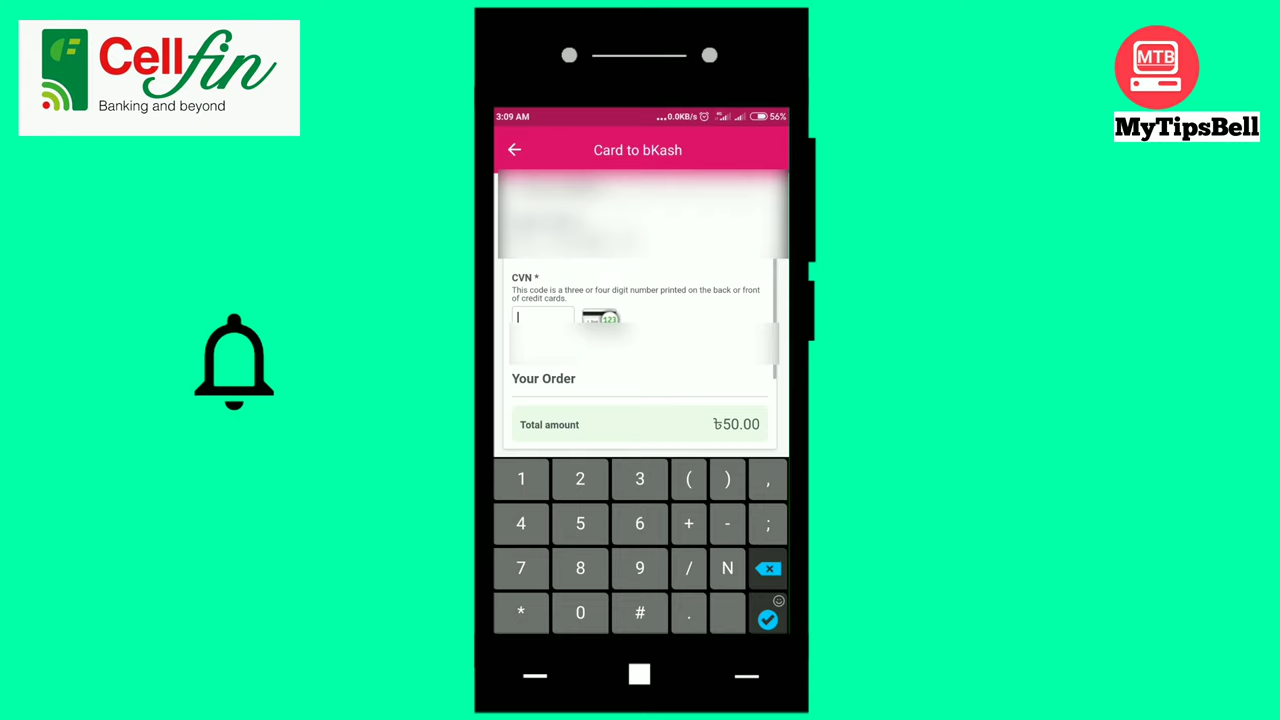 Cellfin
Banking and beyond
MTB
MyTipsBell
3:09 AM
...0.0KB/s
56%
Card to bKash
CVN *
This code is a three or four digit number printed on the back or front
of credit cards.
123
Your Order
Total amount
৳50.00
1 2 3 ( ) ,
4 5 6 + - ;
7 8 9 / N
* 0 # .